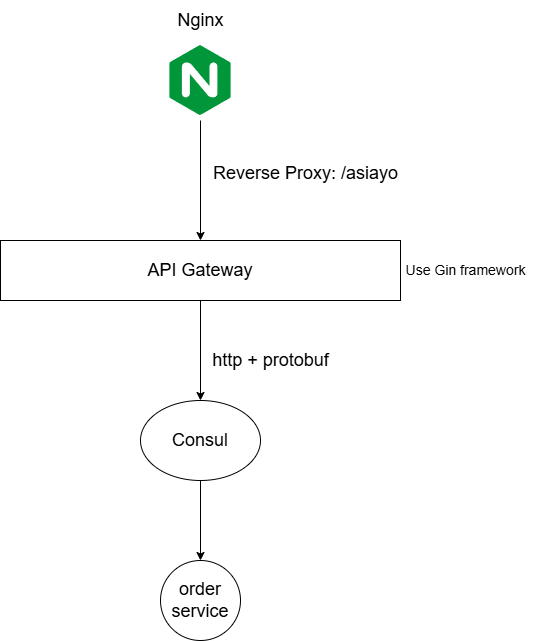 Nginx
N
Reverse Proxy: /asiayo
API Gateway
Use Gin framework
http + protobuf
Consul
order
service